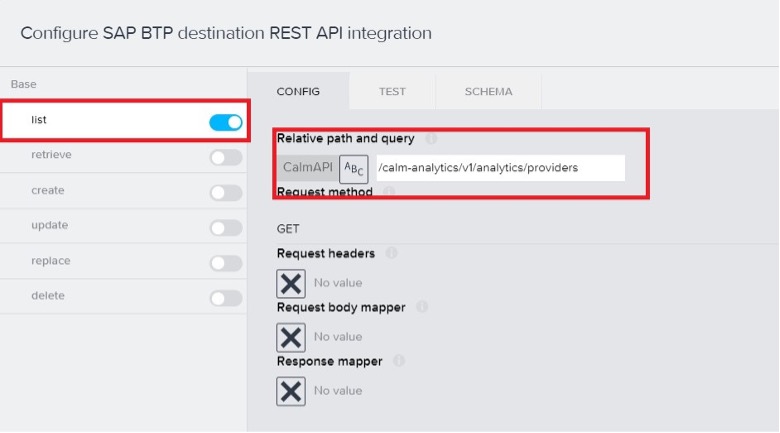 Configure SAP BTP destination REST API integration
Base
list
retrieve
create
update
replace
delete
CONFIG TEST SCHEMA
Relative path and query
CalmAPI ABC /calm-analytics/v1/analytics/providers
Request method
GET
Request headers
No value
Request body mapper
No value
Response mapper
No value